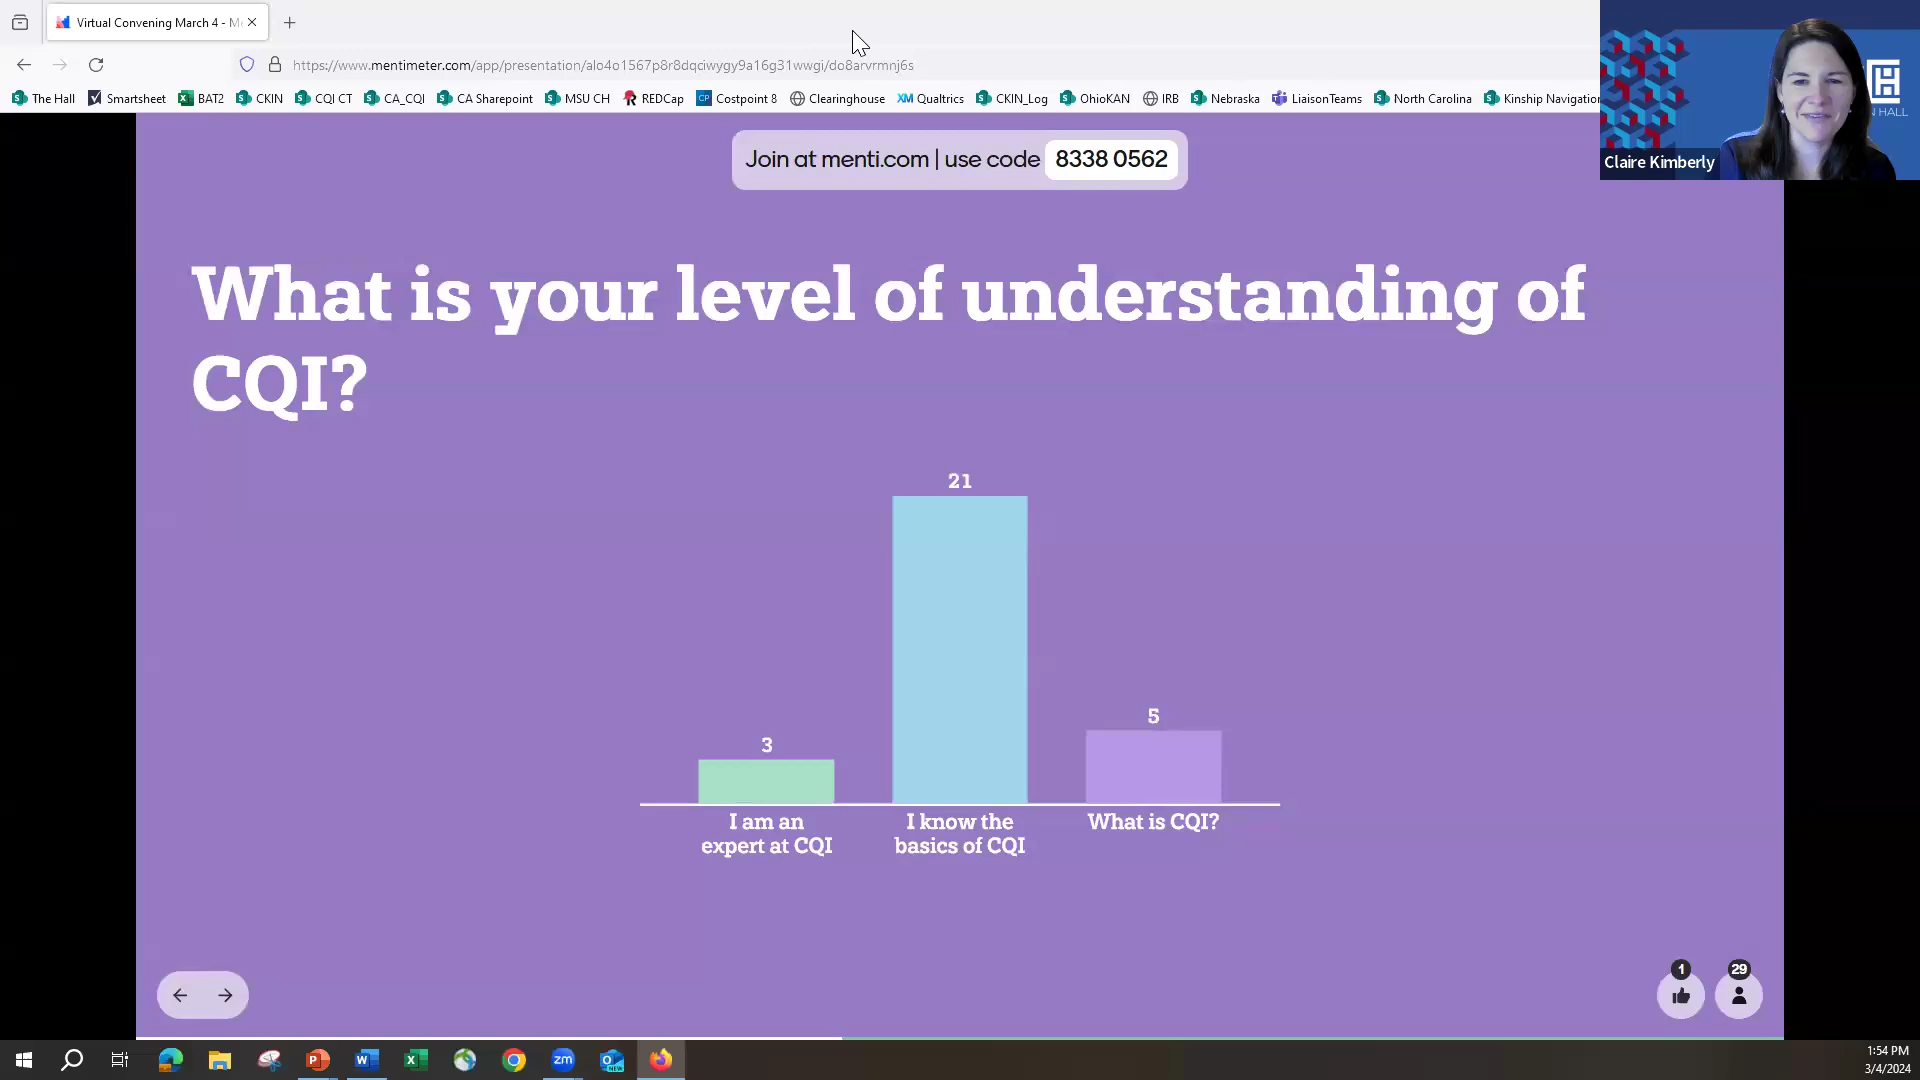 Virtual Convening March 4 - M
https://www.mentimeter.com/app/presentation/alo4o1567p8r8dqciwygy9a16g31wwgi/do8arvrmnj6s
The Hall Smartsheet BAT2 CKIN CQI CT CA_CQI CA Sharepoint MSU CH REDCap Costpoint 8 Clearinghouse Qualtrics CKIN_Log OhioKAN IRB Nebraska LiaisonTeams North Carolina Kinship Navigation
N HALL
Claire Kimberly
Join at menti.com | use code 8338 0562
What is your level of understanding of
CQI?
21
5
3
I am an
expert at CQI
I know the
basics of CQI
What is CQI?
1
29
1:54 PM
3/4/2024